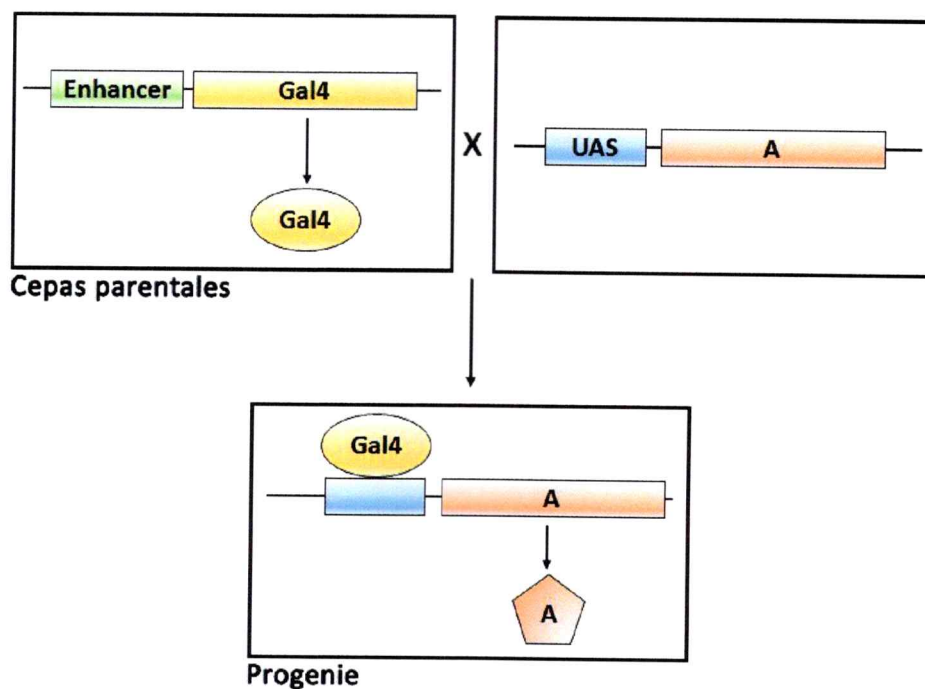 Enhancer Gal4
Gal4
X
UAS A
Cepas parentales
Gal4
A
A
Progenie